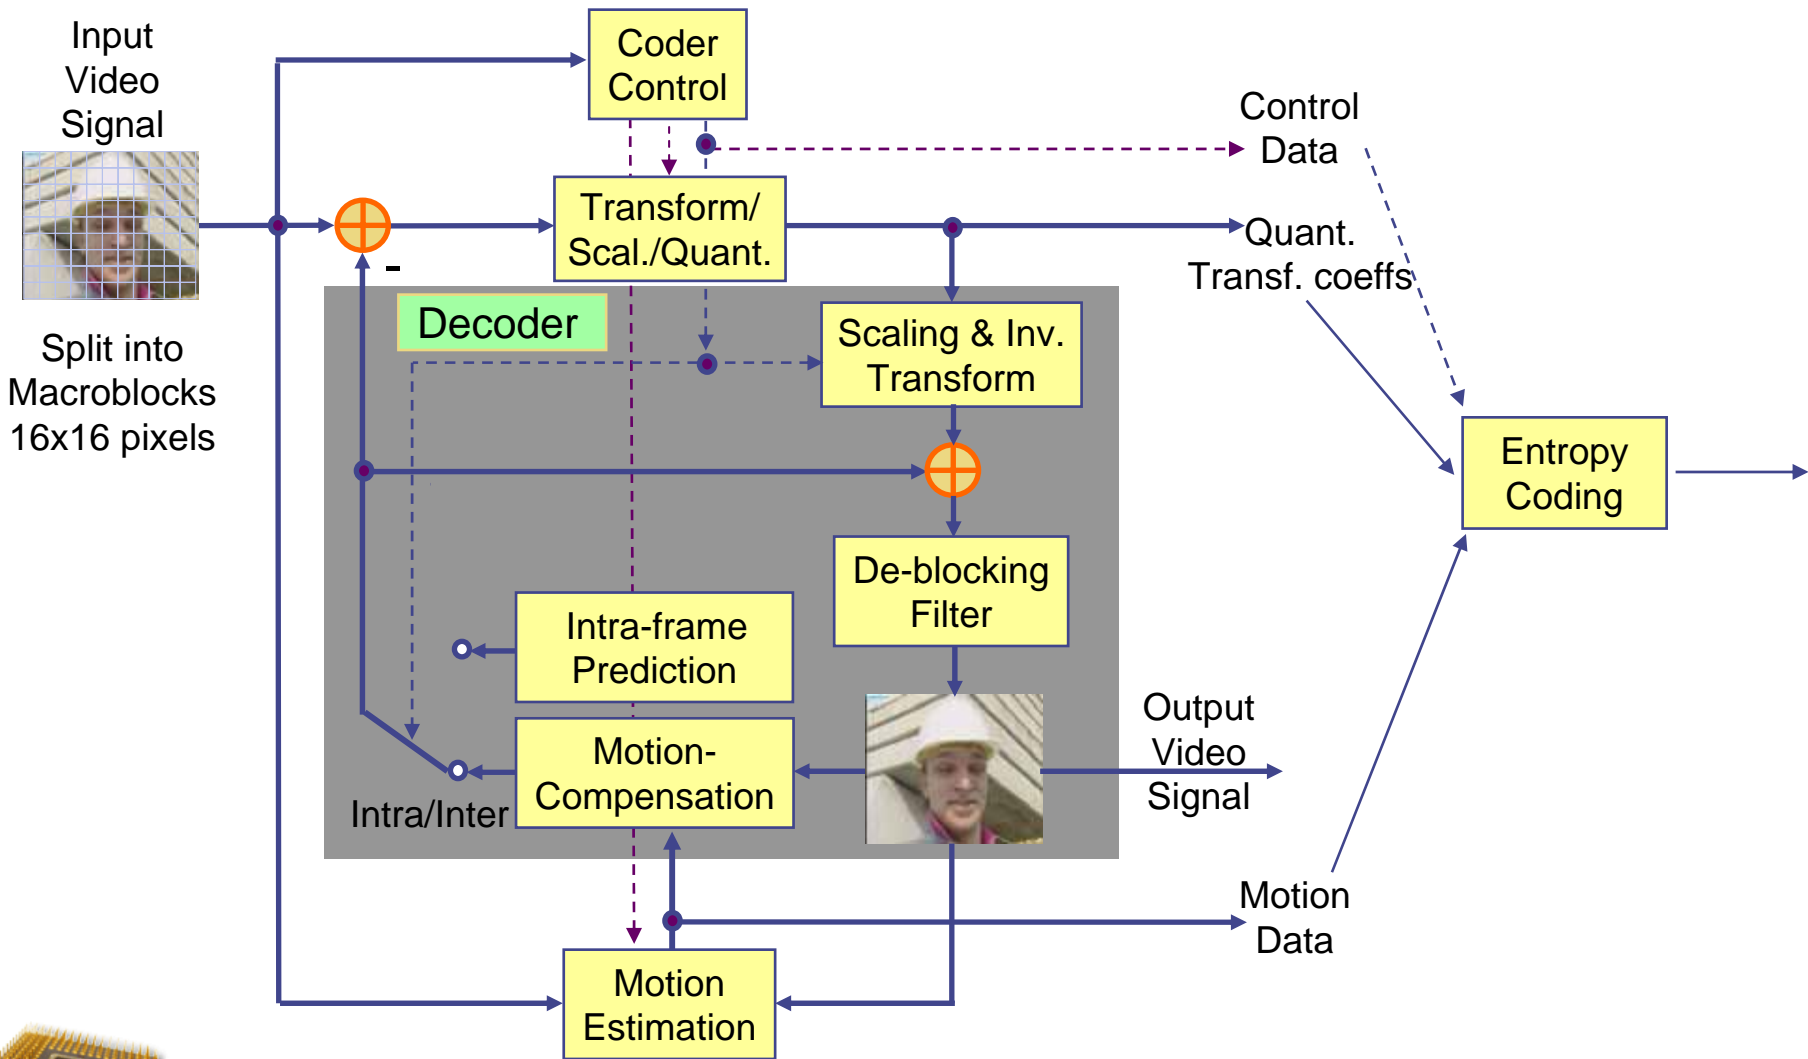 Input
Video
Signal
Split into
Macroblocks
16x16 pixels
Coder
Control
Transform/
Scal./Quant.
-
Decoder
Scaling & Inv.
Transform
De-blocking
Filter
Intra-frame
Prediction
Motion-
Compensation
Intra/Inter
Motion
Estimation
Control
Data
Quant.
Transf. coeffs
Entropy
Coding
Output
Video
Signal
Motion
Data